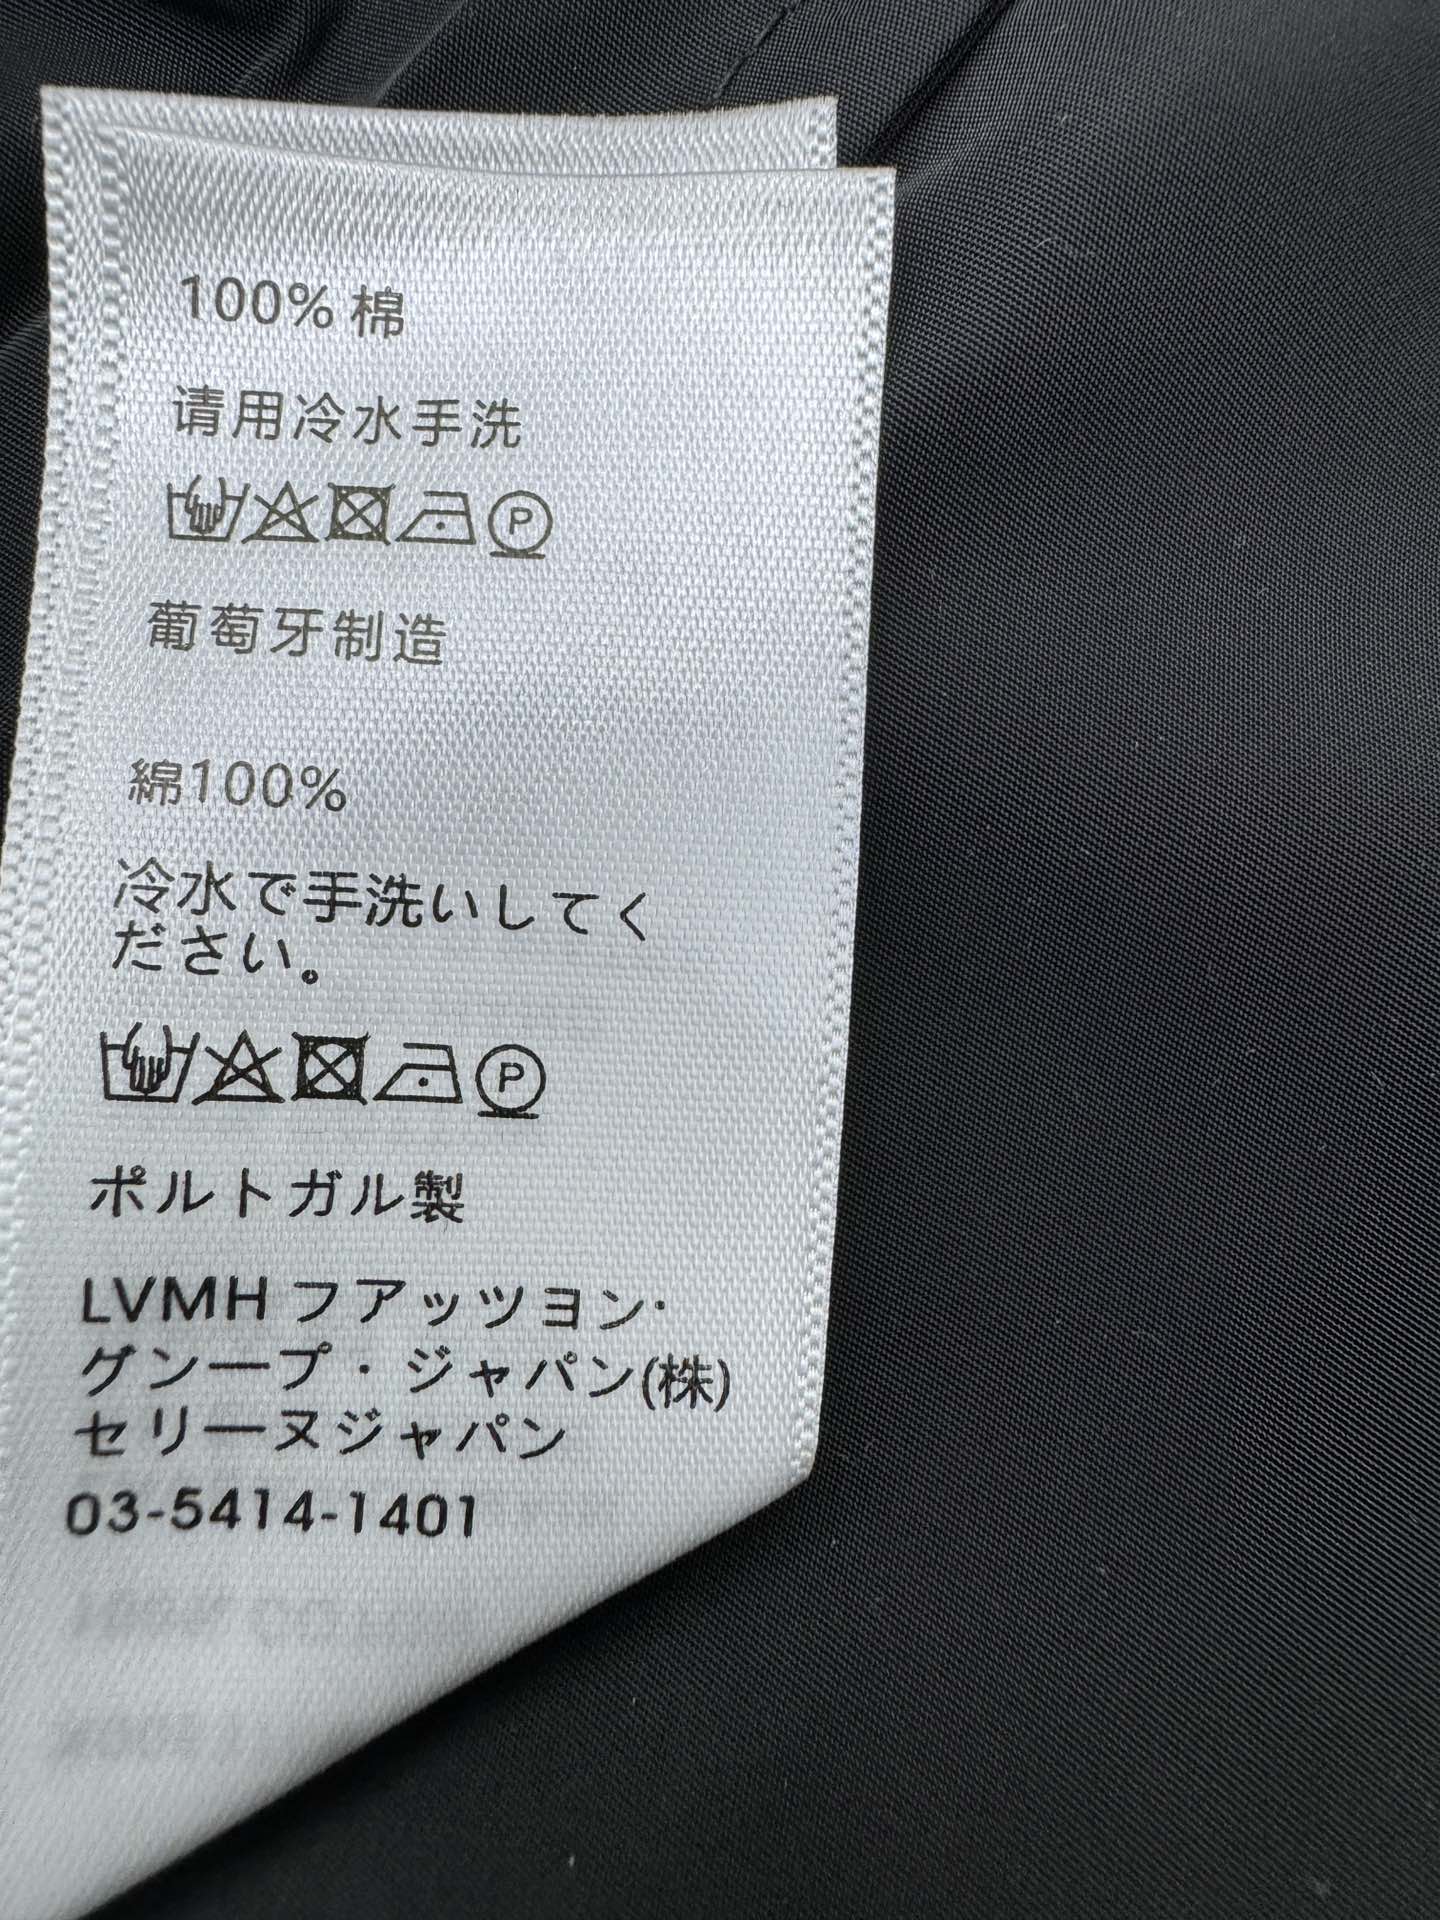 100% 棉
请用冷水手洗
P
葡萄牙制造
綿100%
冷水で手洗いしてく
ださい。
P
ポルトガル製
LVMH フアッツヨン・
グンープ・ジャパン(株)
セリーヌジャパン
03-5414-1401